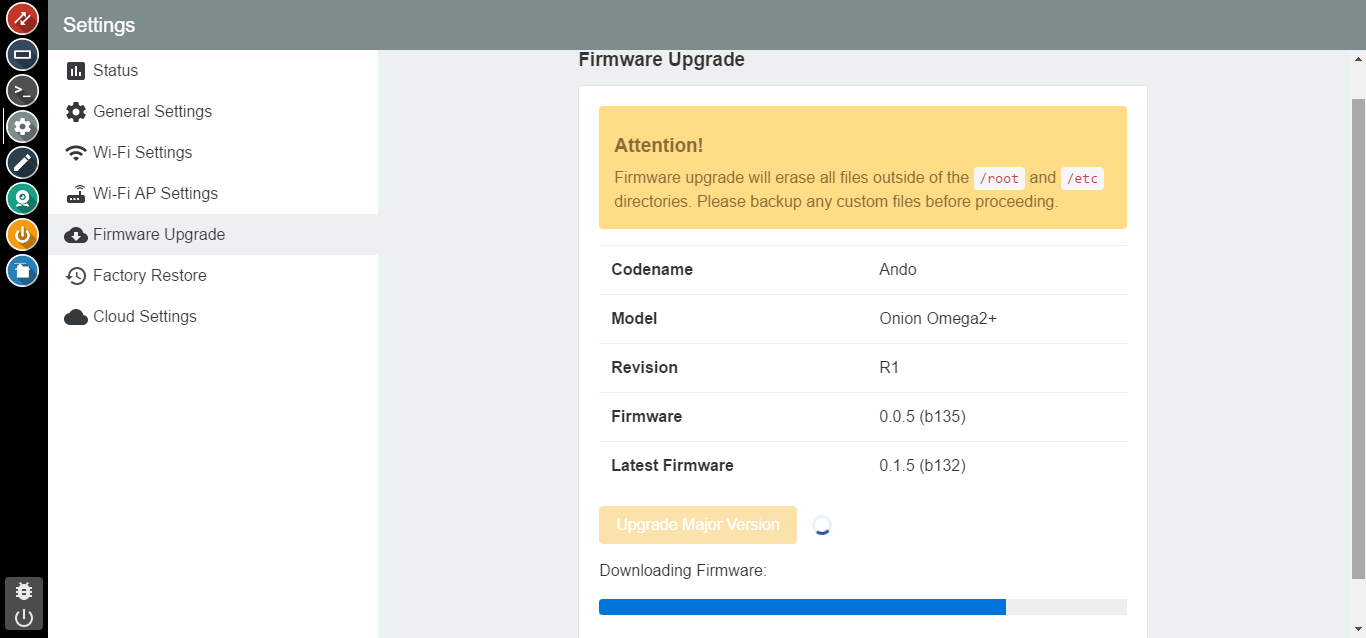 Settings
Status
General Settings
Wi-Fi Settings
Wi-Fi AP Settings
Firmware Upgrade
Factory Restore
Cloud Settings
Firmware Upgrade
Attention!
Firmware upgrade will erase all files outside of the /root and /etc
directories. Please backup any custom files before proceeding.
Codename Ando
Model Onion Omega2+
Revision R1
Firmware 0.0.5 (b135)
Latest Firmware 0.1.5 (b132)
Upgrade Major Version
Downloading Firmware: